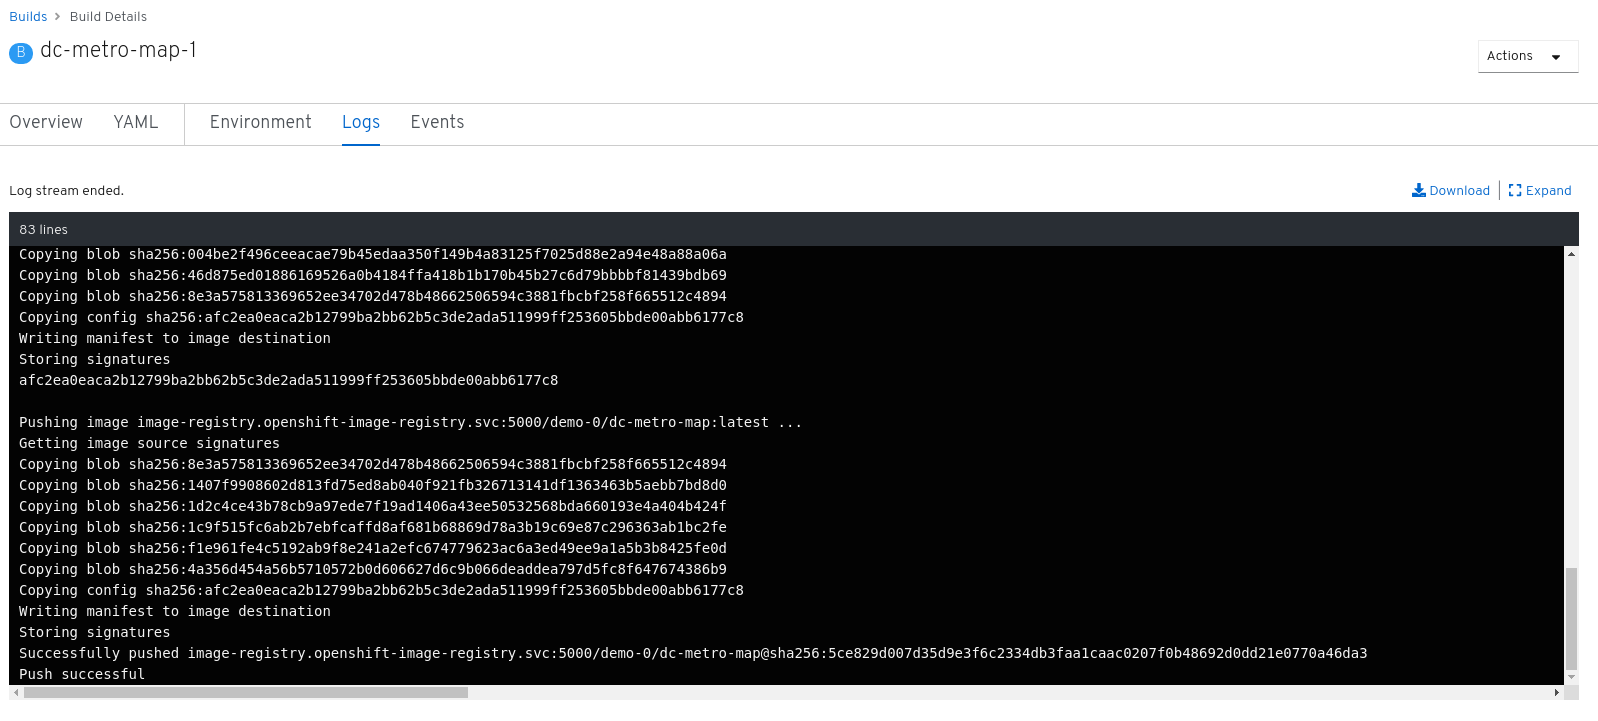 Builds > Build Details
B dc-metro-map-1
Actions
Overview YAML Environment Logs Events
Log stream ended.
Download Expand
83 lines
Copying blob sha256:004be2f496ceeacae79b45edaa350f149b4a83125f7025d88e2a94e48a88a06a
Copying blob sha256:46d875ed01886169526a0b4184ffa418b1b170b45b27c6d79bbbbf81439bdb69
Copying blob sha256:8e3a575813369652ee34702d478b48662506594c3881fbcbf258f665512c4894
Copying config sha256:afc2ea0eaca2b12799ba2bb62b5c3de2ada511999ff253605bbde00abb6177c8
Writing manifest to image destination
Storing signatures
afc2ea0eaca2b12799ba2bb62b5c3de2ada511999ff253605bbde00abb6177c8
Pushing image image-registry.openshift-image-registry.svc:5000/demo-0/dc-metro-map:latest ...
Getting image source signatures
Copying blob sha256:8e3a575813369652ee34702d478b48662506594c3881fbcbf258f665512c4894
Copying blob sha256:1407f9908602d813fd75ed8ab040f921fb326713141df1363463b5aebb7bd8d0
Copying blob sha256:1d2c4ce43b78cb9a97ede7f19ad1406a43ee50532568bda660193e4a404b424f
Copying blob sha256:1c9f515fc6ab2b7ebfcaffd8af681b68869d78a3b19c69e87c296363ab1bc2fe
Copying blob sha256:f1e961fe4c5192ab9f8e241a2efc674779623ac6a3ed49ee9a1a5b3b8425fe0d
Copying blob sha256:4a356d454a56b5710572b0d606627d6c9b066deaddea797d5fc8f647674386b9
Copying config sha256:afc2ea0eaca2b12799ba2bb62b5c3de2ada511999ff253605bbde00abb6177c8
Writing manifest to image destination
Storing signatures
Successfully pushed image-registry.openshift-image-registry.svc:5000/demo-0/dc-metro-map@sha256:5ce829d007d35d9e3f6c2334db3faa1caac0207f0b48692d0dd21e0770a46da3
Push successful